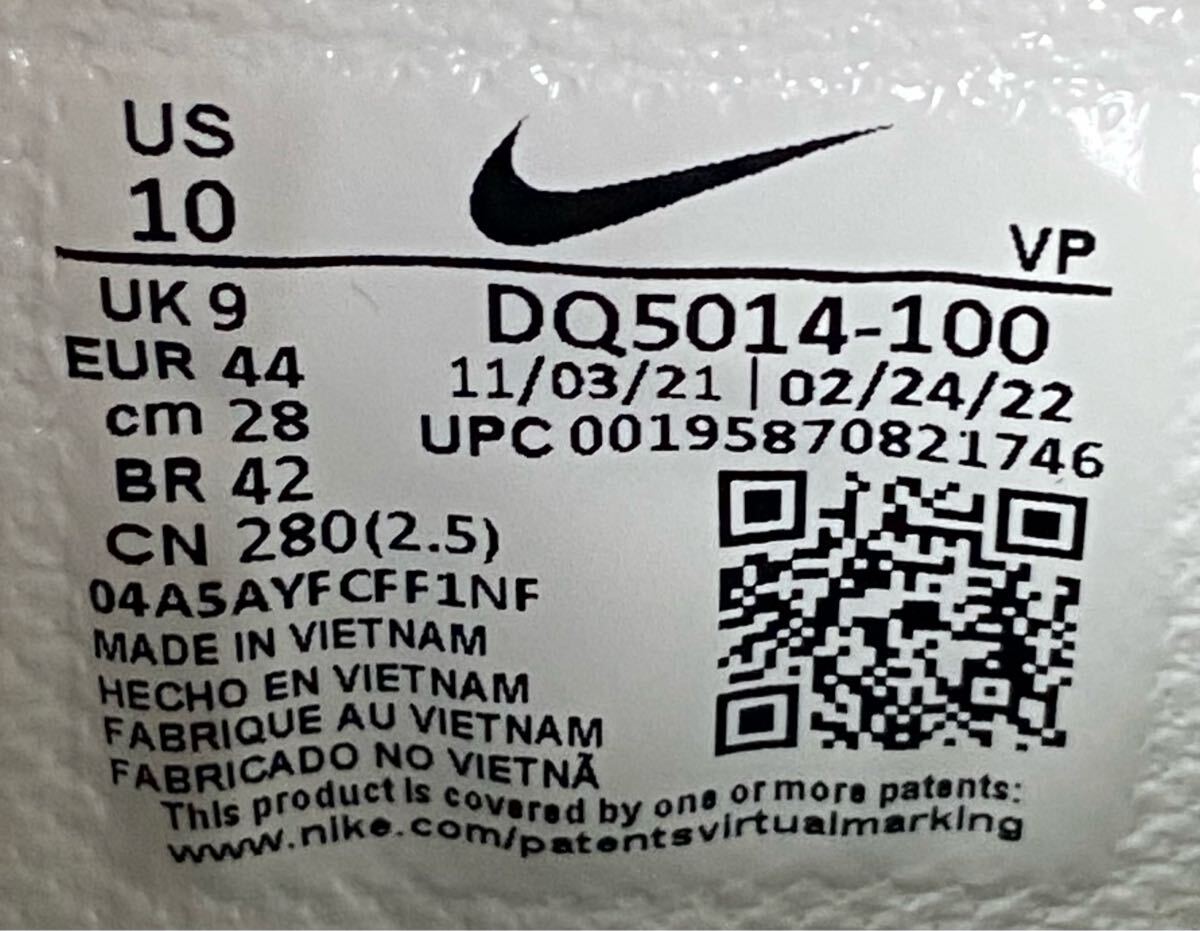 US
10
VP
UK 9
EUR 44
cm 28
BR 42
CN 280(2.5)
DQ5014-100
11/03/21 | 02/24/22
UPC 00195870821746
04A5AYFCFF1NF
MADE IN VIETNAM
HECHO EN VIETNAM
FABRIQUE AU VIETNAM
FABRICADO NO VIETNÃ
This product is covered by one or more patents:
www.nike.com/patentsvirtualmarking